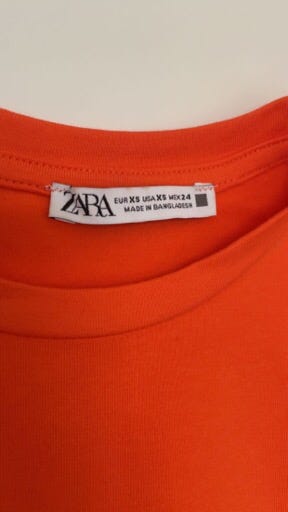 ZARA
EUR XS USA XS MEX 24
MADE IN BANGLADESH